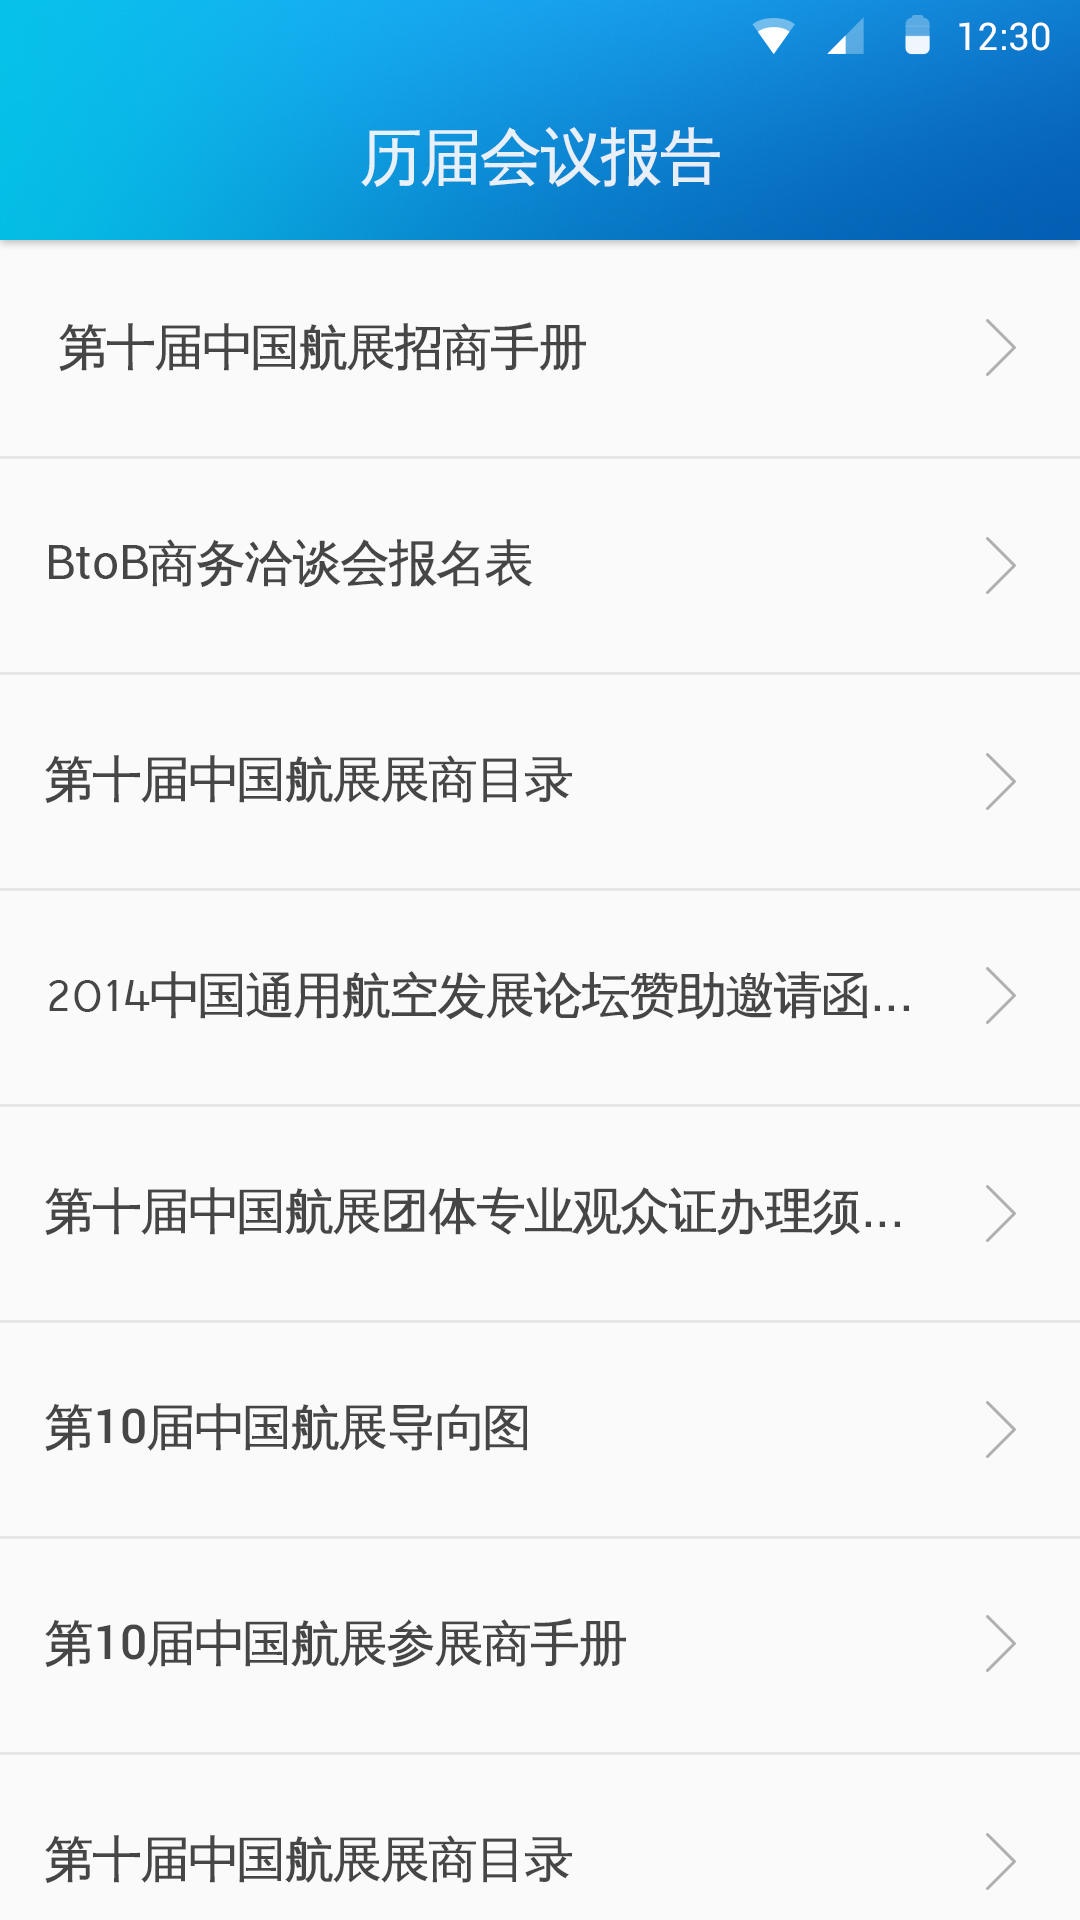 12:30
历届会议报告
第十届中国航展招商手册
BtoB商务洽谈会报名表
第十届中国航展展商目录
2014中国通用航空发展论坛赞助邀请函...
第十届中国航展团体专业观众证办理须...
第10届中国航展导向图
第10届中国航展参展商手册
第十届中国航展展商目录